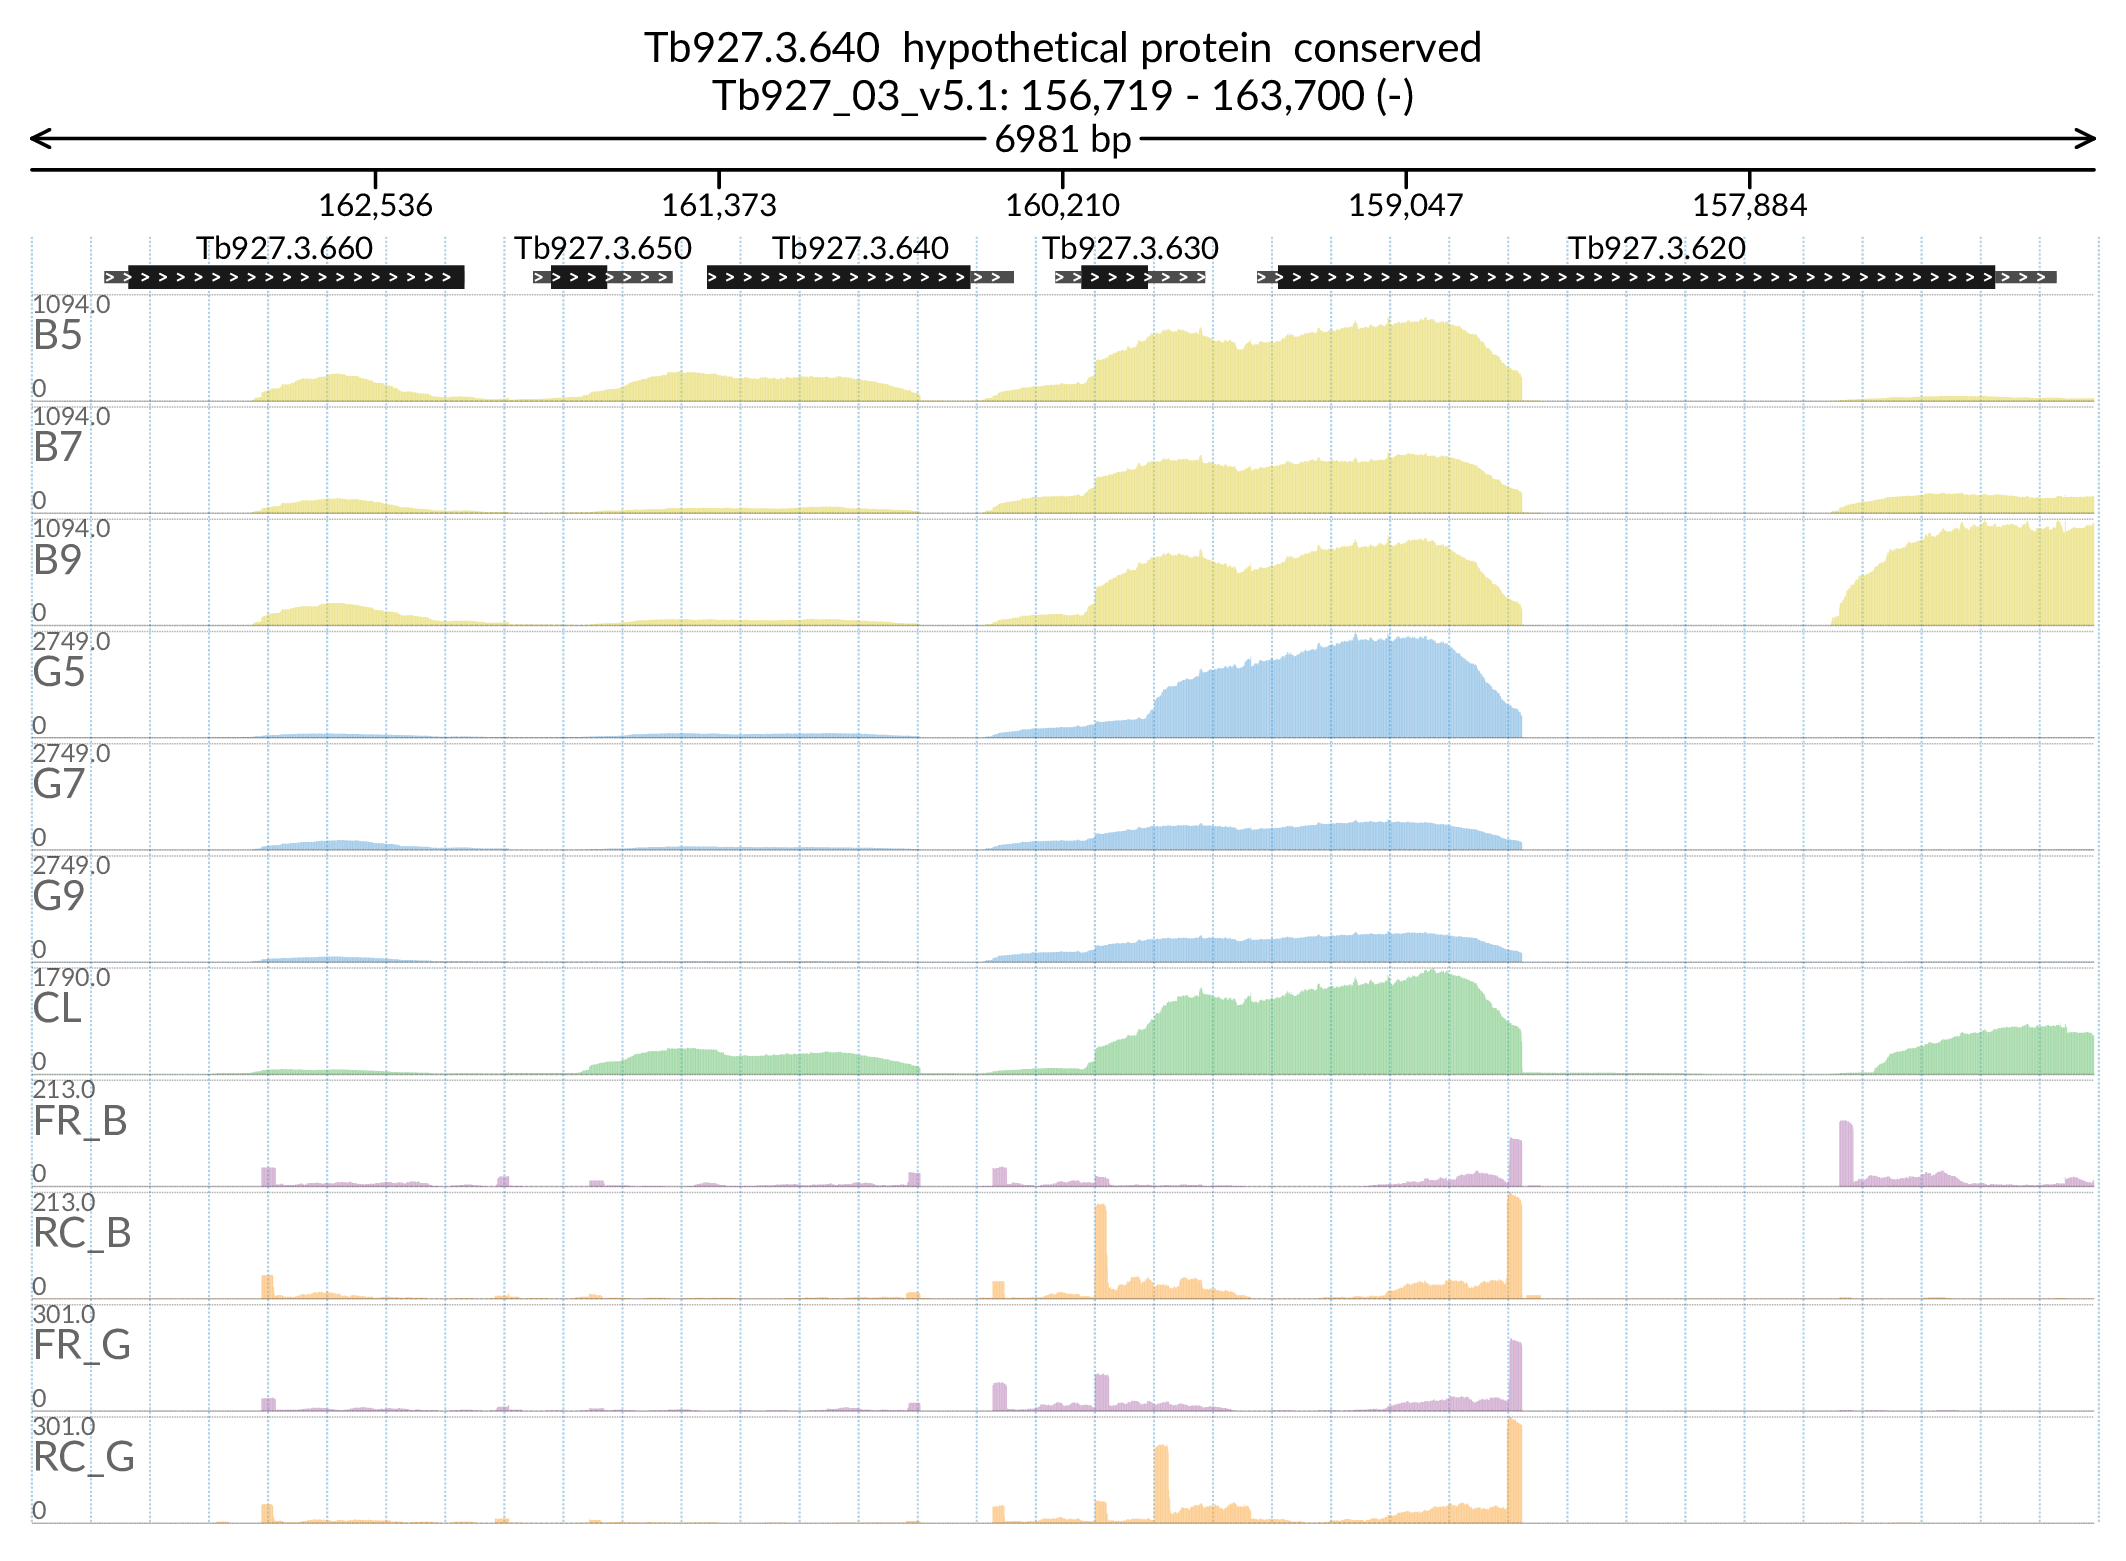 Tb927.3.640 hypothetical protein conserved
Tb927_03_v5.1: 156,719 - 163,700 (-)
6981 bp
162,536 161,373 160,210 159,047 157,884
Tb927.3.660 Tb927.3.650 Tb927.3.640 Tb927.3.630 Tb927.3.620
1094.0
B5
0
1094.0
B7
0
1094.0
B9
0
2749.0
G5
0
2749.0
G7
0
2749.0
G9
0
1790.0
CL
0
213.0
FR_B
0
213.0
RC_B
0
301.0
FR_G
0
301.0
RC_G
0